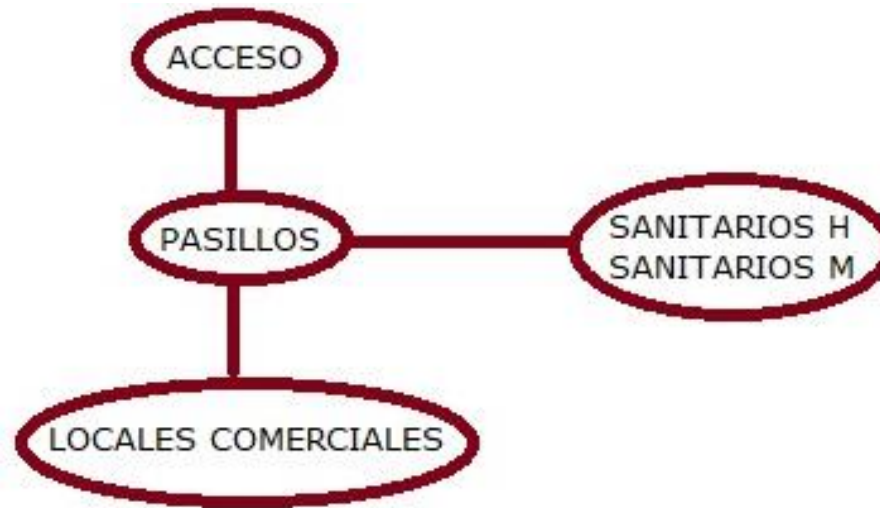 ACCESO
PASILLOS
SANITARIOS H
SANITARIOS M
LOCALES COMERCIALES